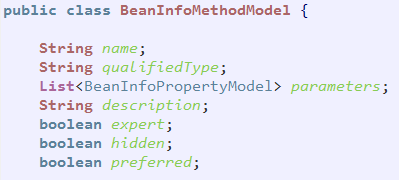 public class BeanInfoMethodModel {
String name;
String qualifiedType;
List<BeanInfoPropertyModel> parameters;
String description;
boolean expert;
boolean hidden;
boolean preferred;